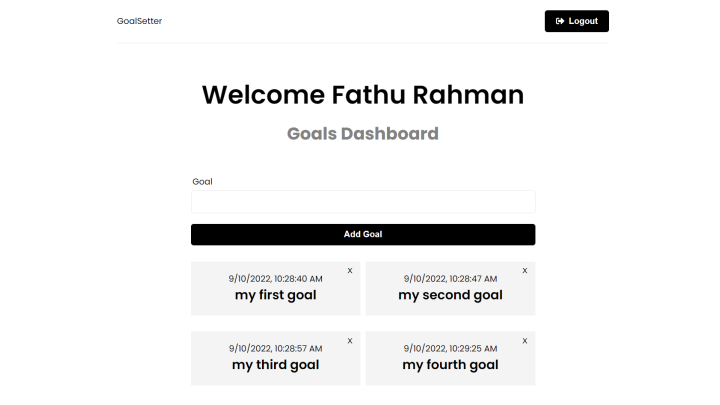 GoalSetter
Logout
Welcome Fathu Rahman
Goals Dashboard
Goal
Add Goal
X
9/10/2022, 10:28:40 AM
my first goal
X
9/10/2022, 10:28:47 AM
my second goal
X
9/10/2022, 10:28:57 AM
my third goal
X
9/10/2022, 10:29:25 AM
my fourth goal